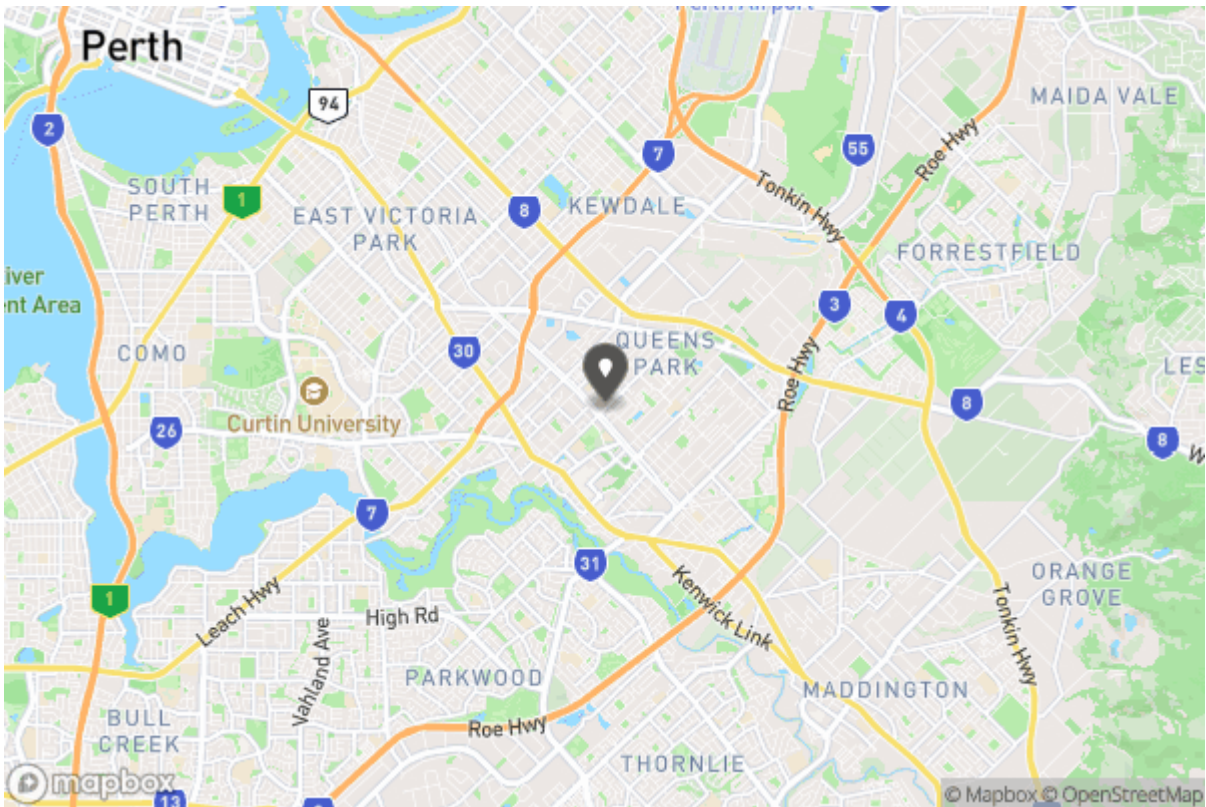 Perth Airport
Perth
94
2
MAIDA VALE
7
55
Roe Hwy
SOUTH
PERTH
1
Tonkin Hwy
EAST VICTORIA
PARK
8
KEWDALE
FORRESTFIELD
3
4
QUEENS
PARK
COMO
30
Roe Hwy
8
Curtin University
26
8
7
31
ORANGE
GROVE
1
Kenwick Link
Leach Hwy
High Rd
Tonkin Hwy
Vahland Ave
PARKWOOD
MADDINGTON
BULL
CREEK
Roe Hwy
THORNLIE
mapbox
13
© Mapbox © OpenStreetMap